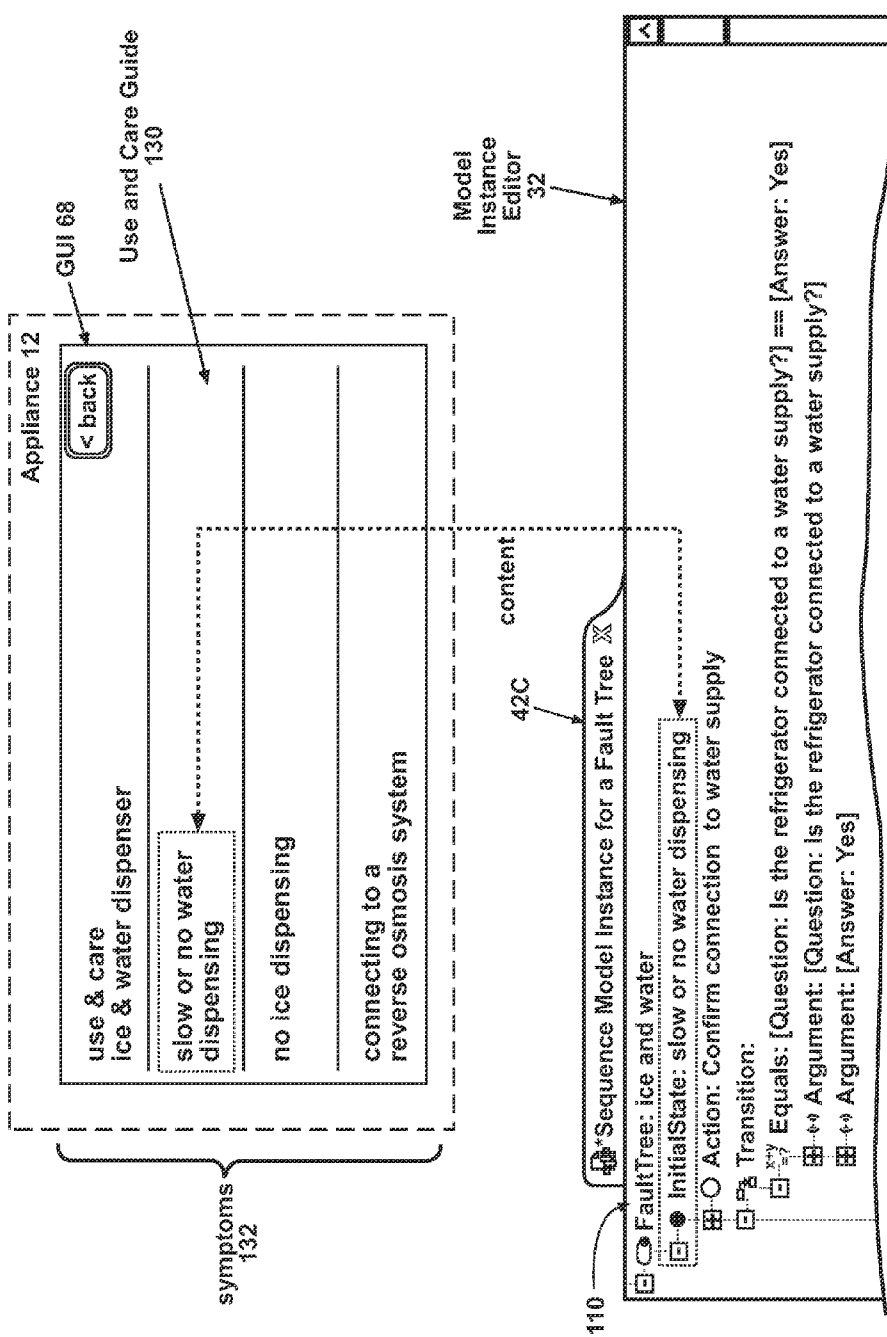 Appliance 12
GUI 68
< back
Use and Care Guide
130
use & care
ice & water dispenser
slow or no water
dispensing
no ice dispensing
connecting to a
reverse osmosis system
symptoms
132
content
Model
Instance
Editor
32
42C
110
*Sequence Model Instance for a Fault Tree X
FaultTree: ice and water
InitialState: slow or no water dispensing
Action: Confirm connection to water supply
Transition:
x+y
=?
Equals: [Question: Is the refrigerator connected to a water supply?] == [Answer: Yes]
Argument: [Question: Is the refrigerator connected to a water supply?]
Argument: [Answer: Yes]